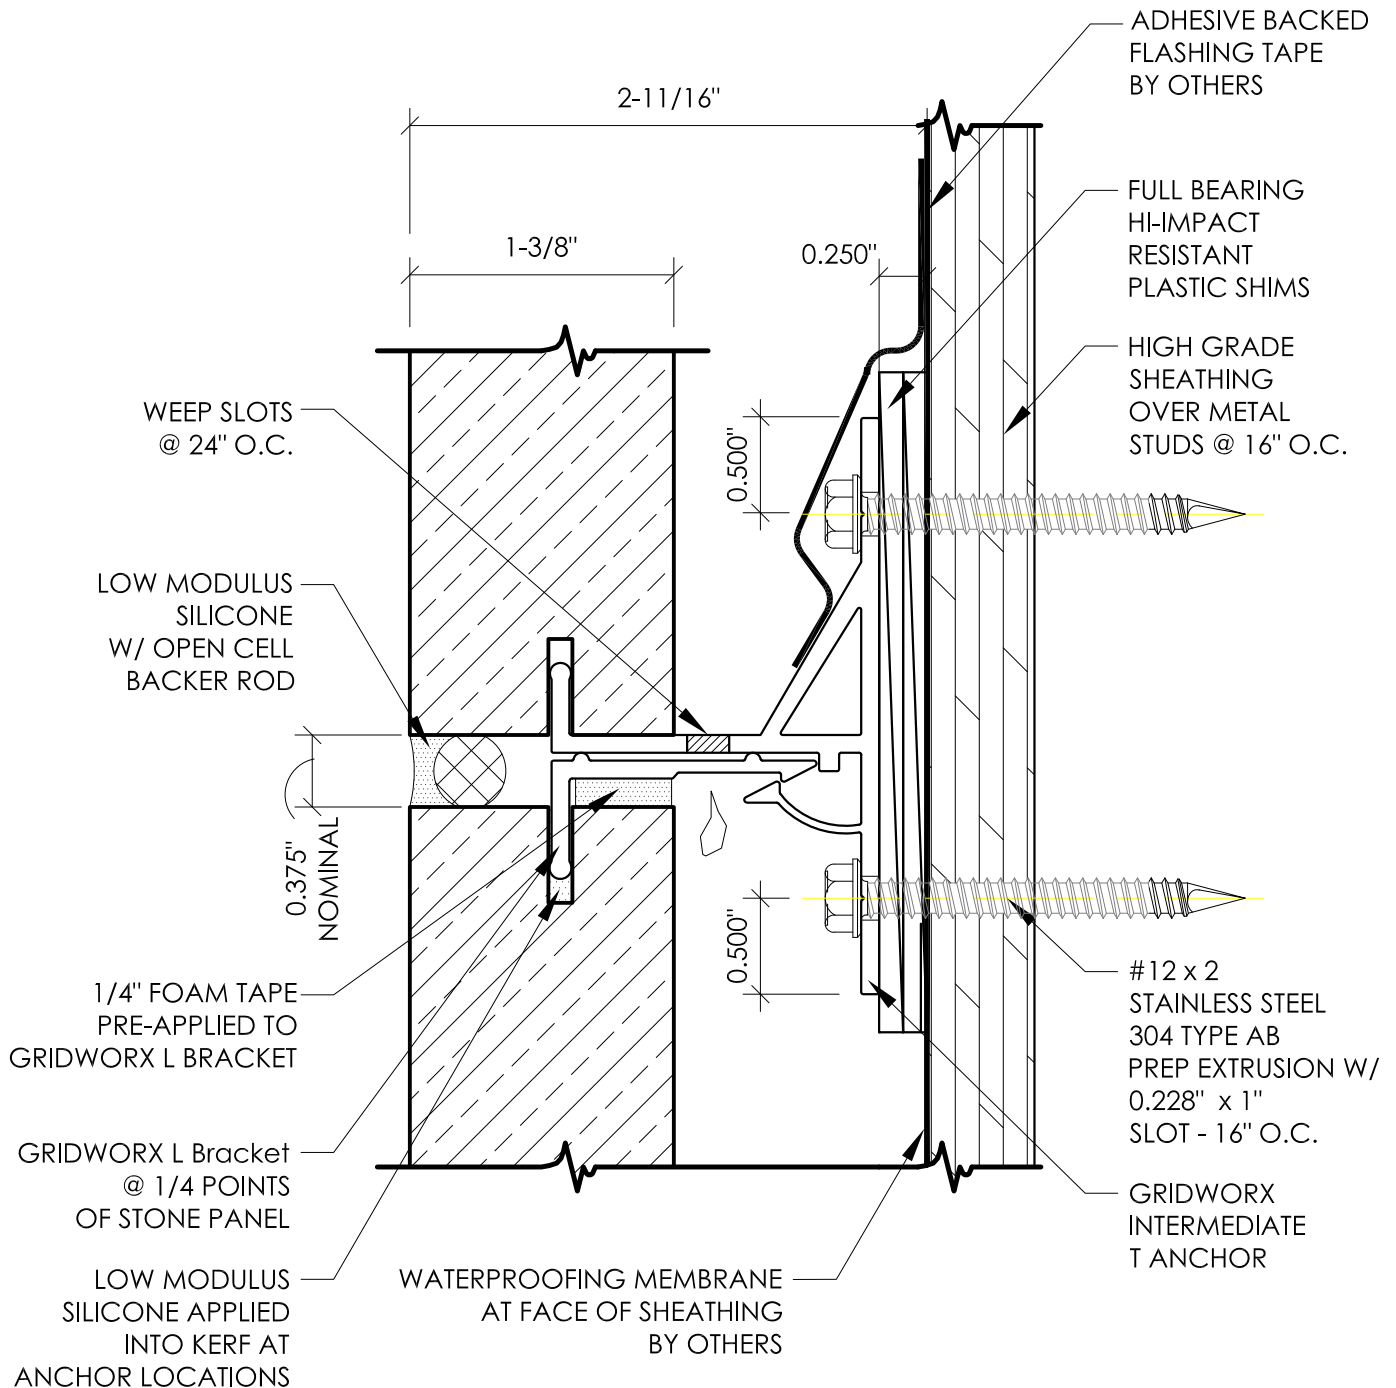 ADHESIVE BACKED
FLASHING TAPE
BY OTHERS
2-11/16"
FULL BEARING
HI-IMPACT
RESISTANT
PLASTIC SHIMS
1-3/8"
0.250"
HIGH GRADE
SHEATHING
OVER METAL
STUDS @ 16" O.C.
WEEP SLOTS
@ 24" O.C.
0.500"
LOW MODULUS
SILICONE
W/ OPEN CELL
BACKER ROD
0.375"
NOMINAL
0.500"
1/4" FOAM TAPE
PRE-APPLIED TO
GRIDWORX L BRACKET
#12 x 2
STAINLESS STEEL
304 TYPE AB
PREP EXTRUSION W/
0.228" x 1"
SLOT - 16" O.C.
GRIDWORX L Bracket
@ 1/4 POINTS
OF STONE PANEL
GRIDWORX
INTERMEDIATE
T ANCHOR
LOW MODULUS
SILICONE APPLIED
INTO KERF AT
ANCHOR LOCATIONS
WATERPROOFING MEMBRANE
AT FACE OF SHEATHING
BY OTHERS